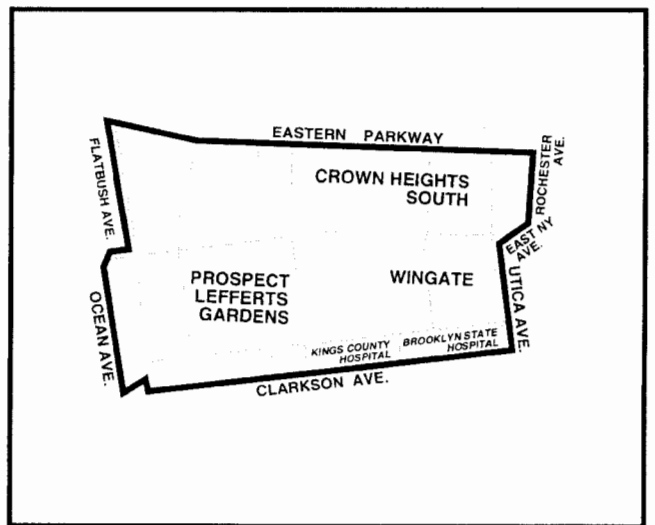 EASTERN PARKWAY
FLATBUSH AVE.
ROCHESTER
AVE.
CROWN HEIGHTS
SOUTH
EAST NY
AVE.
PROSPECT
LEFFERTS
GARDENS
WINGATE
UTICA AVE.
OCEAN AVE.
KINGS COUNTY
HOSPITAL
BROOKLYN STATE
HOSPITAL
CLARKSON AVE.